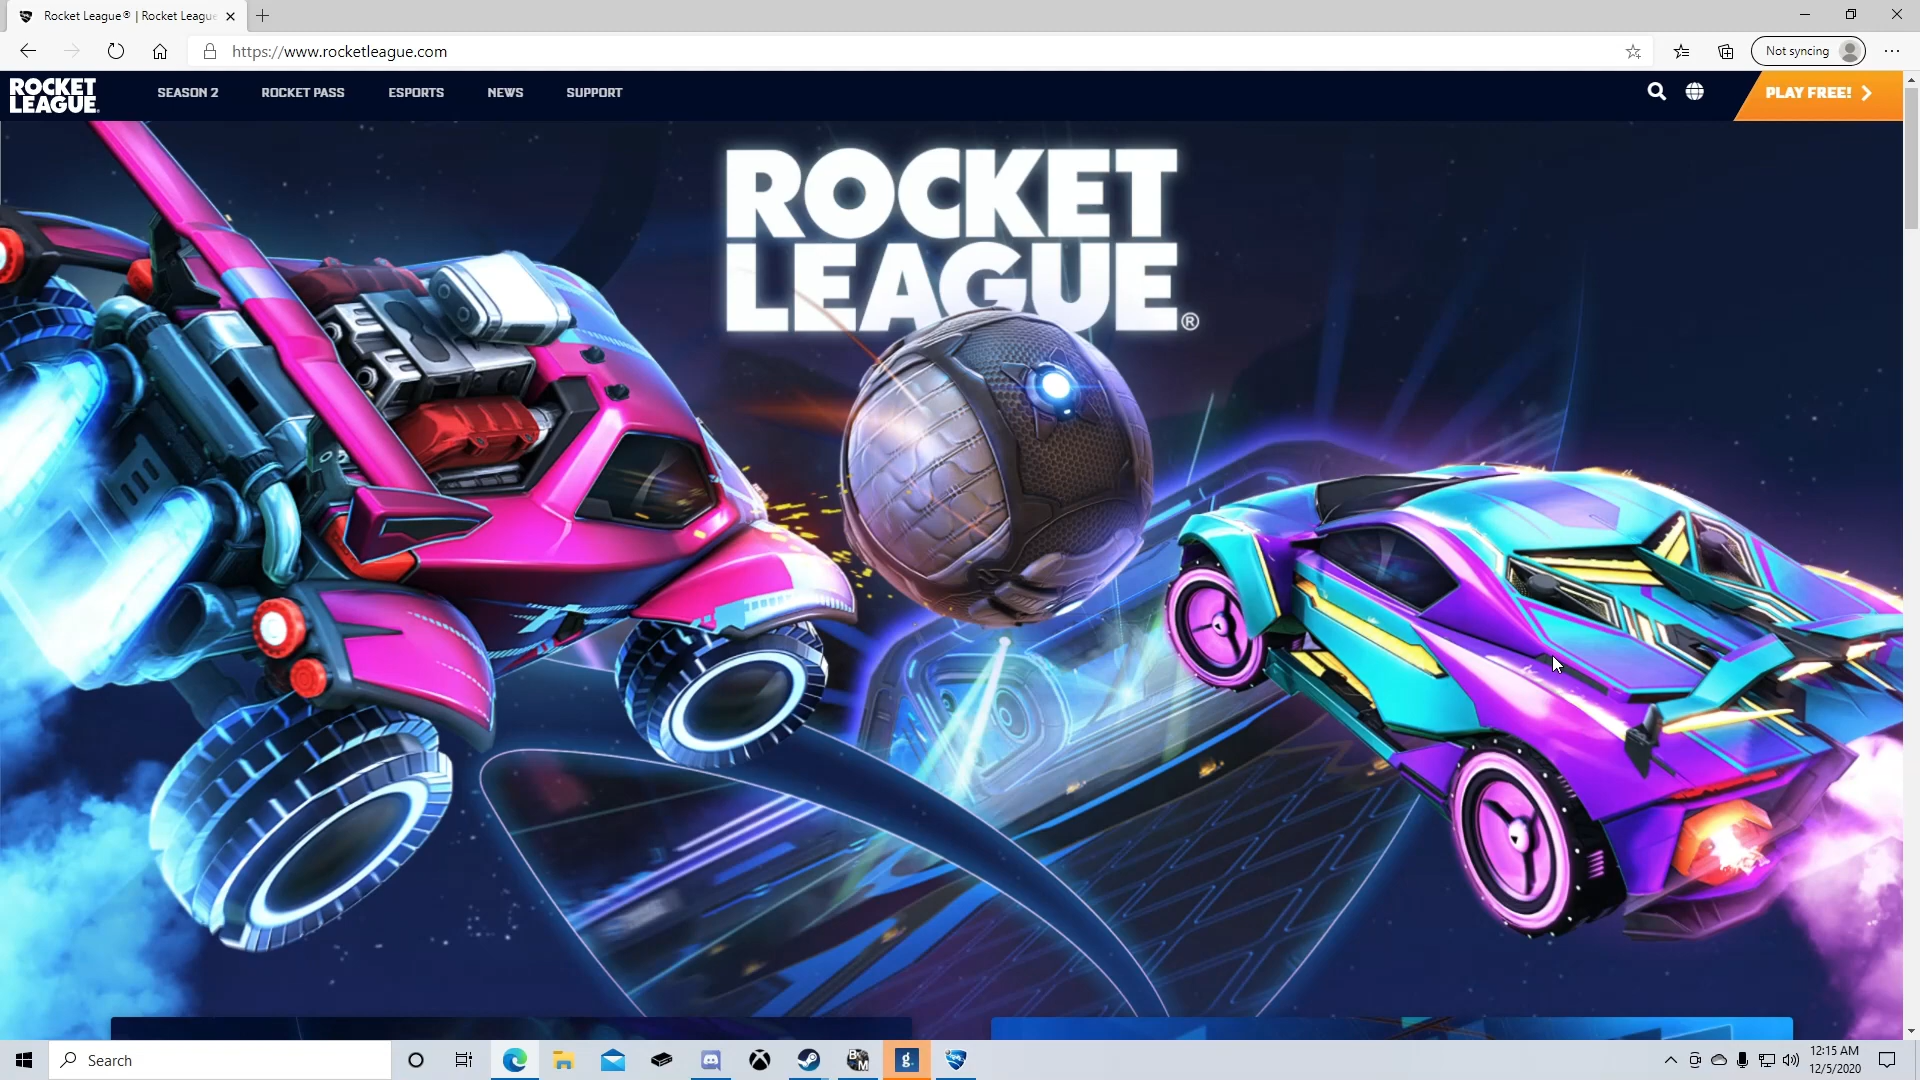 Rocket League® | Rocket League
https://www.rocketleague.com
Not syncing
ROCKET
LEAGUE®
SEASON 2
ROCKET PASS
ESPORTS
NEWS
SUPPORT
PLAY FREE!
ROCKET
LEAGUE®
Search
BM
g.
12:15 AM
12/5/2020